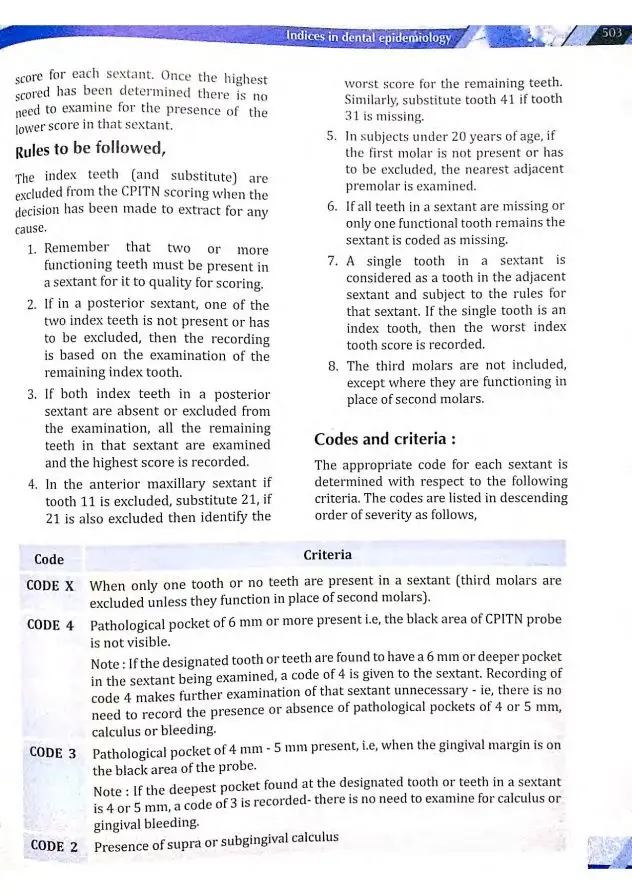 Indices in dental epidemiology 503
score for each sextant. Once the highest
scored has been determined there is no
need to examine for the presence of the
lower score in that sextant.
Rules to be followed,
The index teeth (and substitute) are
excluded from the CPITN scoring when the
decision has been made to extract for any
cause.
1. Remember that two or more
functioning teeth must be present in
a sextant for it to quality for scoring.
2. If in a posterior sextant, one of the
two index teeth is not present or has
to be excluded, then the recording
is based on the examination of the
remaining index tooth.
3. If both index teeth in a posterior
sextant are absent or excluded from
the examination, all the remaining
teeth in that sextant are examined
and the highest score is recorded.
4. In the anterior maxillary sextant if
tooth 11 is excluded, substitute 21, if
21 is also excluded then identify the
worst score for the remaining teeth.
Similarly, substitute tooth 41 if tooth
31 is missing.
5. In subjects under 20 years of age, if
the first molar is not present or has
to be excluded, the nearest adjacent
premolar is examined.
6. If all teeth in a sextant are missing or
only one functional tooth remains the
sextant is coded as missing.
7. A single tooth in a sextant is
considered as a tooth in the adjacent
sextant and subject to the rules for
that sextant. If the single tooth is an
index tooth, then the worst index
tooth score is recorded.
8. The third molars are not included,
except where they are functioning in
place of second molars.
Codes and criteria :
The appropriate code for each sextant is
determined with respect to the following
criteria. The codes are listed in descending
order of severity as follows,
Code Criteria
CODE X When only one tooth or no teeth are present in a sextant (third molars are
excluded unless they function in place of second molars).
CODE 4 Pathological pocket of 6 mm or more present i.e, the black area of CPITN probe
is not visible.
Note : If the designated tooth or teeth are found to have a 6 mm or deeper pocket
in the sextant being examined, a code of 4 is given to the sextant. Recording of
code 4 makes further examination of that sextant unnecessary - ie, there is no
need to record the presence or absence of pathological pockets of 4 or 5 mm,
calculus or bleeding.
CODE 3 Pathological pocket of 4 mm - 5 mm present, i.e, when the gingival margin is on
the black area of the probe.
Note : If the deepest pocket found at the designated tooth or teeth in a sextant
is 4 or 5 mm, a code of 3 is recorded- there is no need to examine for calculus or
gingival bleeding.
CODE 2 Presence of supra or subgingival calculus